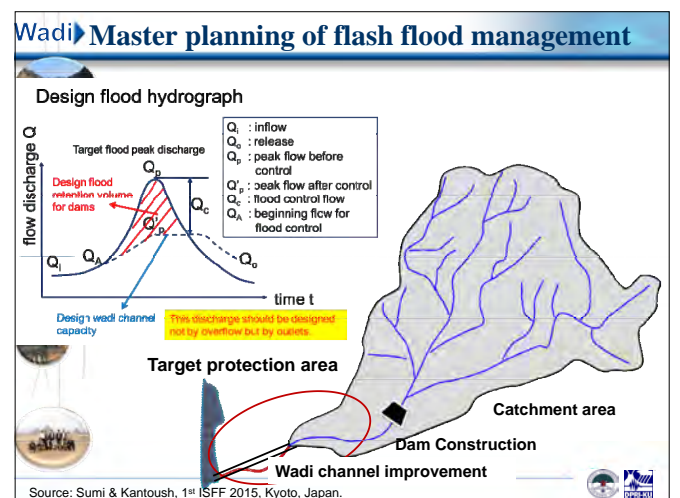 Wadi Master planning of flash flood management
Design flood hydrograph
flow discharge Q
Target flood peak discharge
Qp
Design flood
retention volume
for dams
Qc
Q'p
QA
Qi
Qo
time t
Design wadi channel
capacity
This discharge should be designed
not by overflow but by outlets.
Qi : inflow
Qo : release
Qp : peak flow before
control
Q'p : peak flow after control
Qc : flood control flow
QA : beginning flow for
flood control
Target protection area
Catchment area
Dam Construction
Wadi channel improvement
Source: Sumi & Kantoush, 1st ISFF 2015, Kyoto, Japan.
DPRI-KU